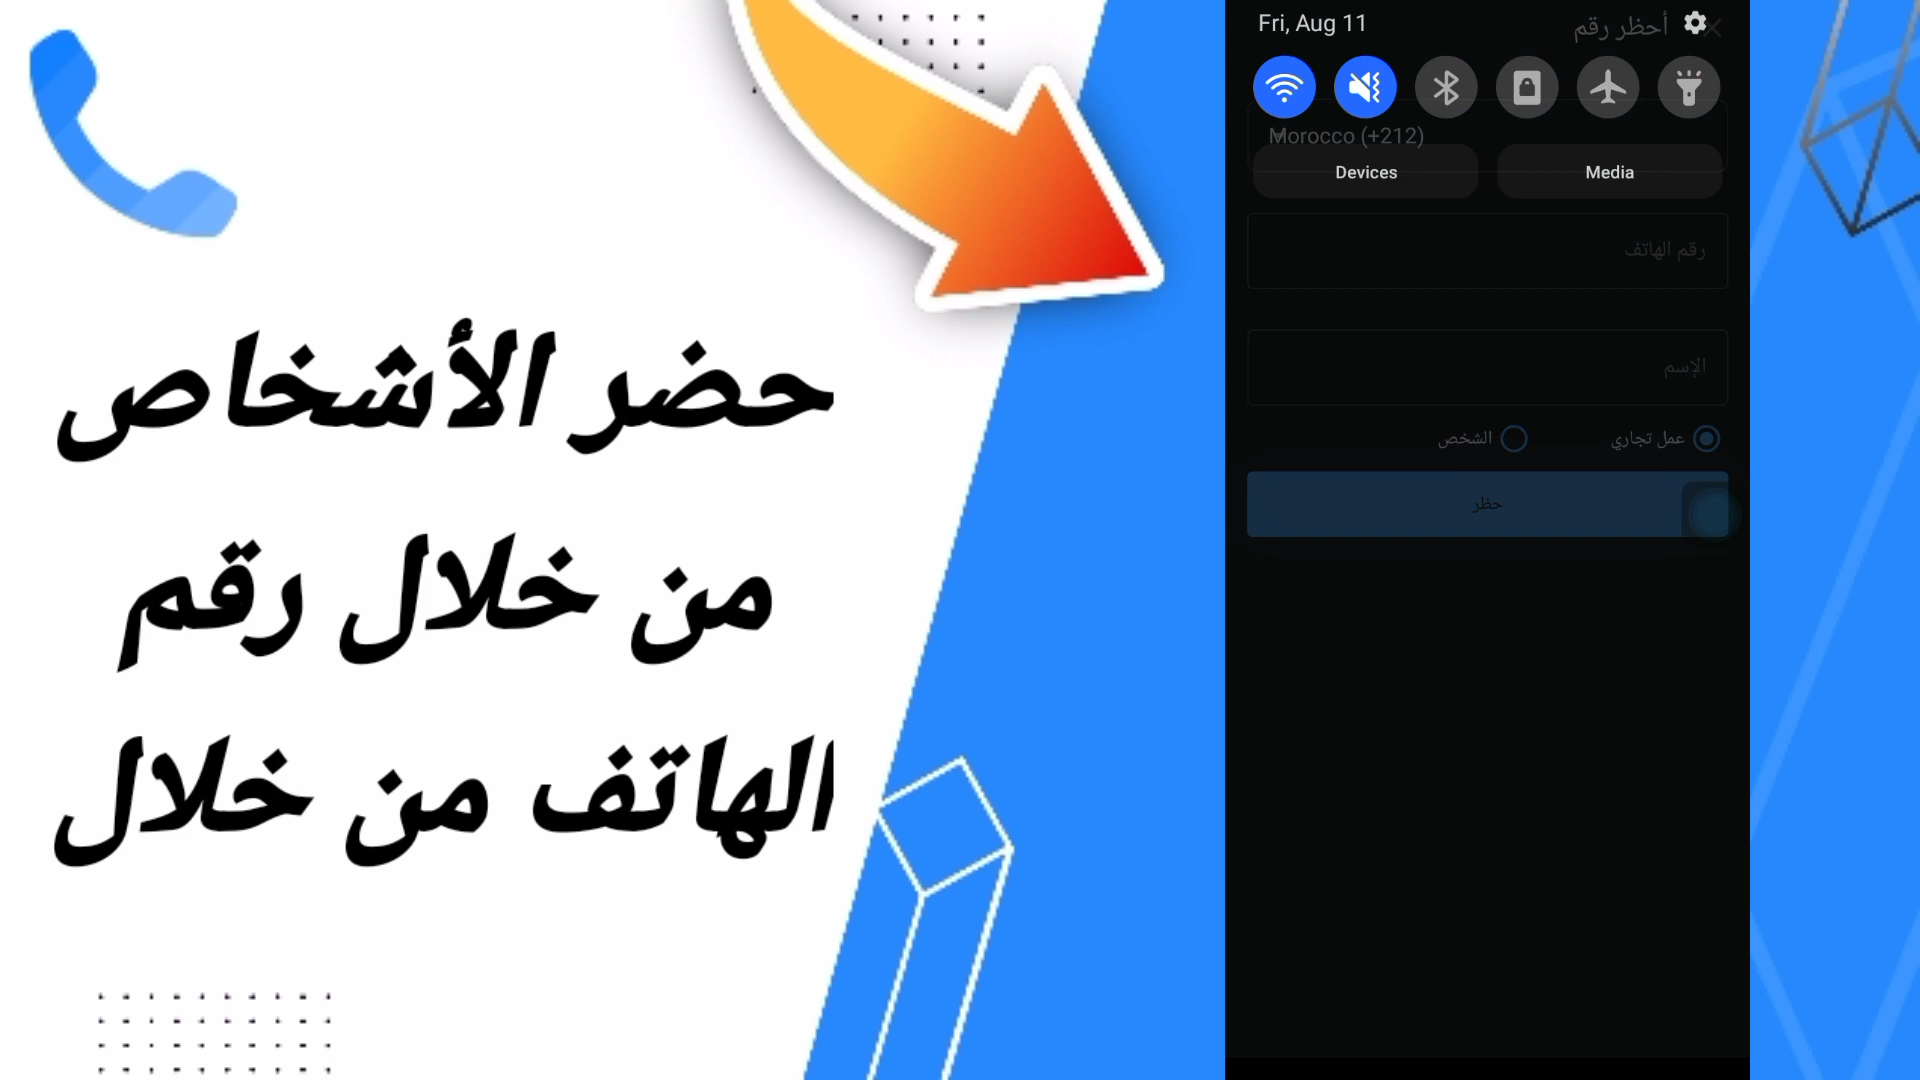 حضر الأشخاص
من خلال رقم
الهاتف من خلال
Fri, Aug 11
أحظر رقم
Morocco (+212)
Devices
Media
رقم الهاتف
الإسم
عمل تجاري
الشخص
حظر